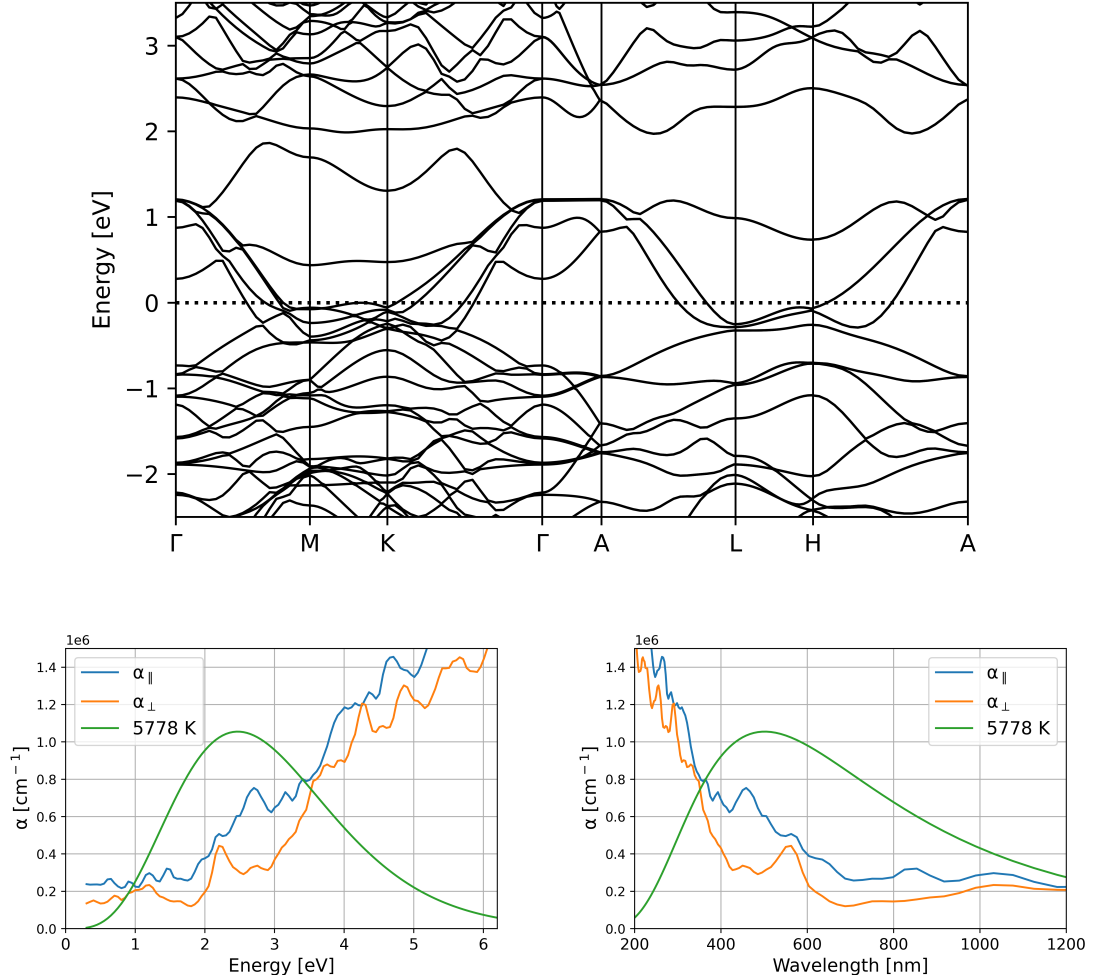 3
2
1
0
−1
−2
Energy [eV]
Γ M K Γ A L H A
1e6
1.4
1.2
1.0
0.8
0.6
0.4
0.2
0.0
α [cm⁻¹]
α∥
α⊥
5778 K
0 1 2 3 4 5 6
Energy [eV]
1e6
1.4
1.2
1.0
0.8
0.6
0.4
0.2
0.0
α [cm⁻¹]
α∥
α⊥
5778 K
200 400 600 800 1000 1200
Wavelength [nm]